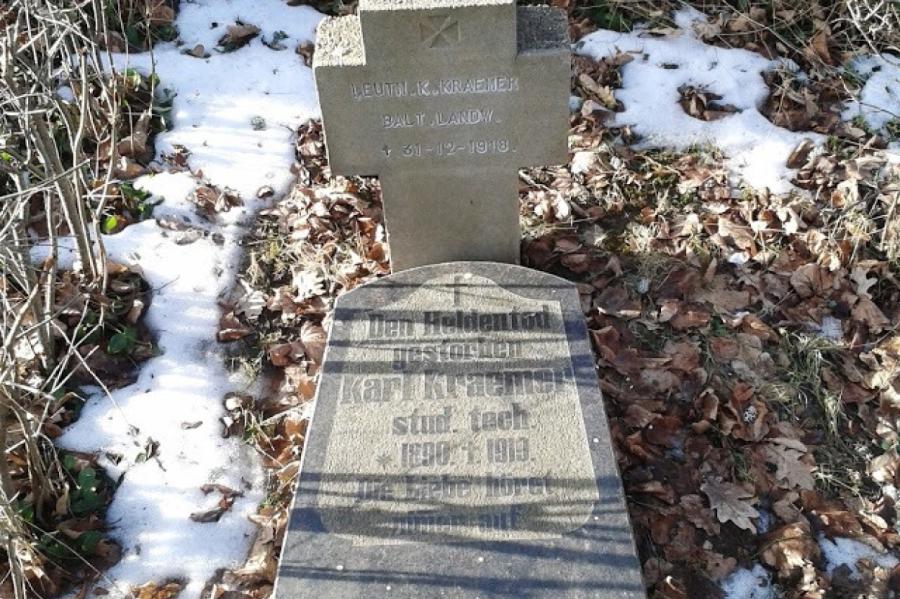 LEUTN. K. KRAEMER
BALT. LANDW.
✝ 31-12-1918.
Den Heldentod
gestorben
Karl Kraemer
stud. tech.
* 1890. ✝ 1919.
Die Liebe höret
nimmer auf.